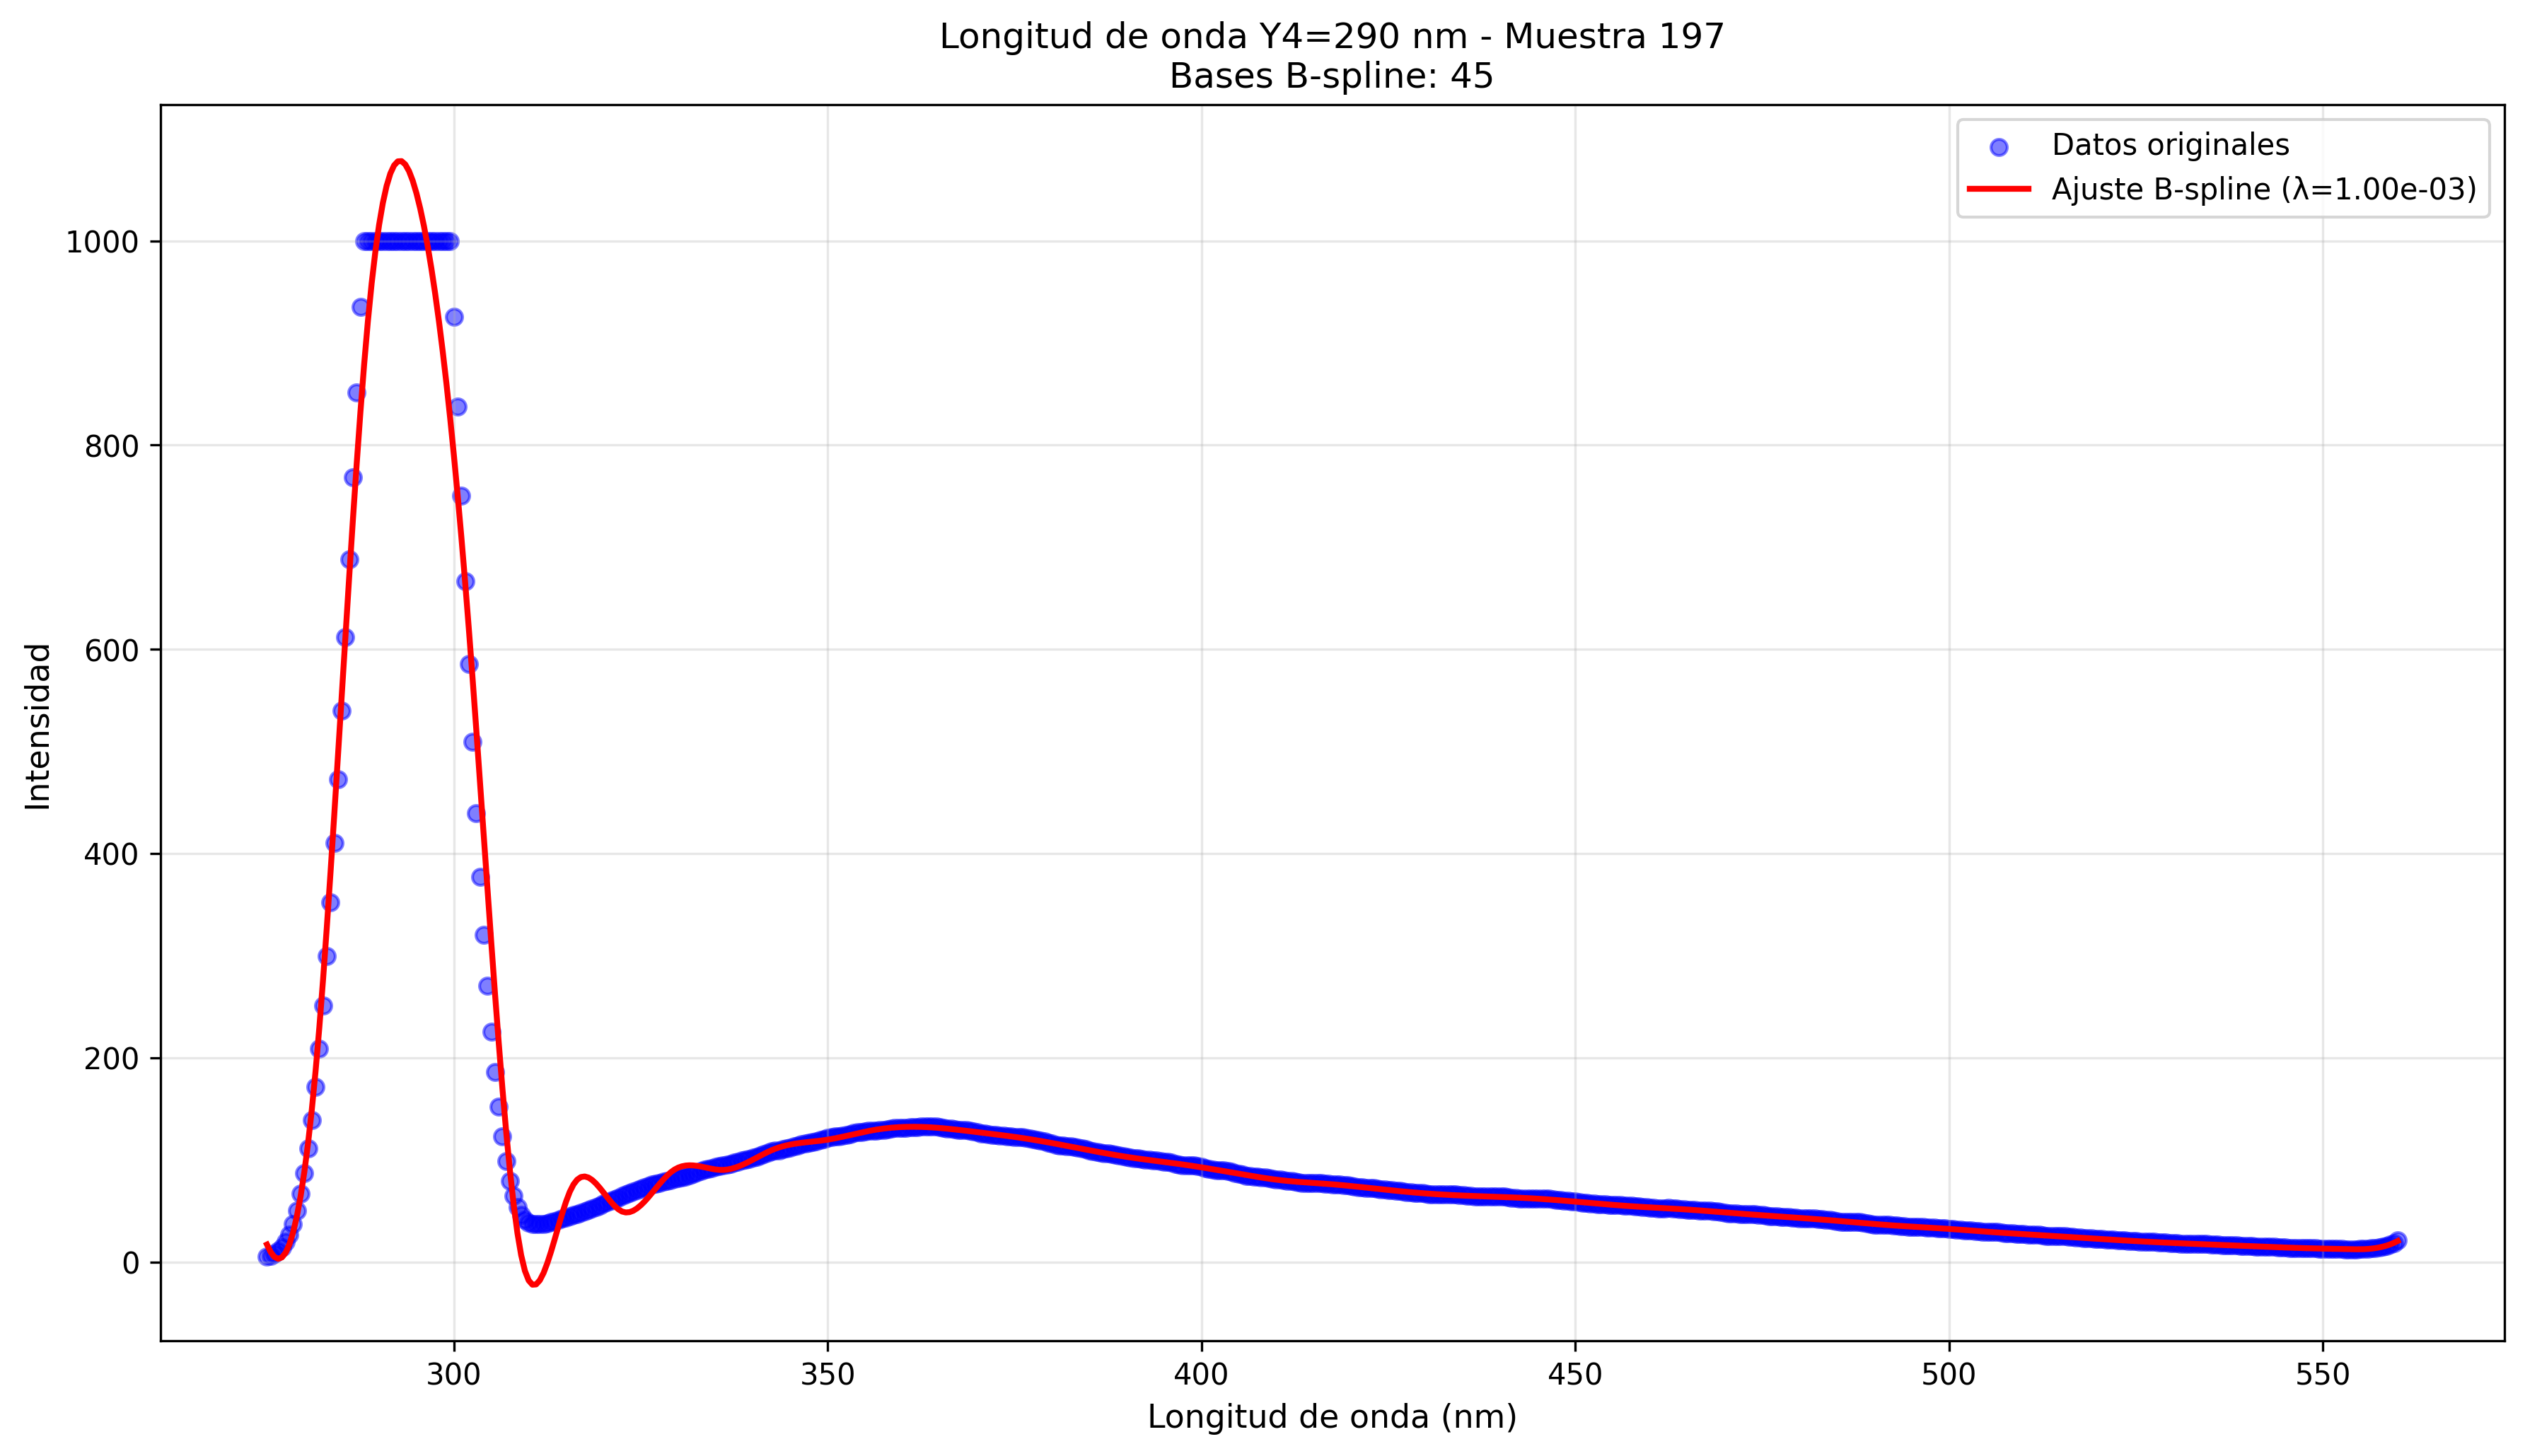 Longitud de onda Y4=290 nm - Muestra 197
Bases B-spline: 45
Datos originales
Ajuste B-spline (λ=1.00e-03)
Intensidad
1000
800
600
400
200
0
300 350 400 450 500 550
Longitud de onda (nm)